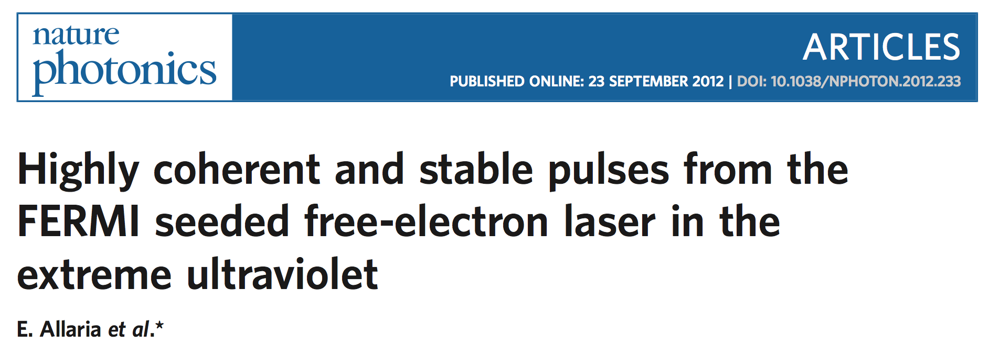 nature
photonics
ARTICLES
PUBLISHED ONLINE: 23 SEPTEMBER 2012 | DOI: 10.1038/NPHOTON.2012.233
Highly coherent and stable pulses from the
FERMI seeded free-electron laser in the
extreme ultraviolet
E. Allaria et al.*